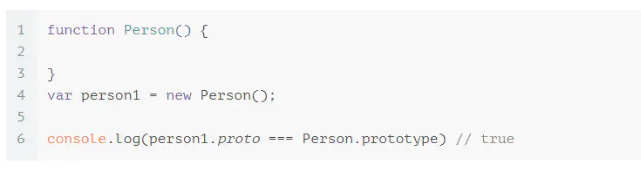 1 function Person() {
2
3 }
4 var person1 = new Person();
5
6 console.log(person1.proto === Person.prototype) // true